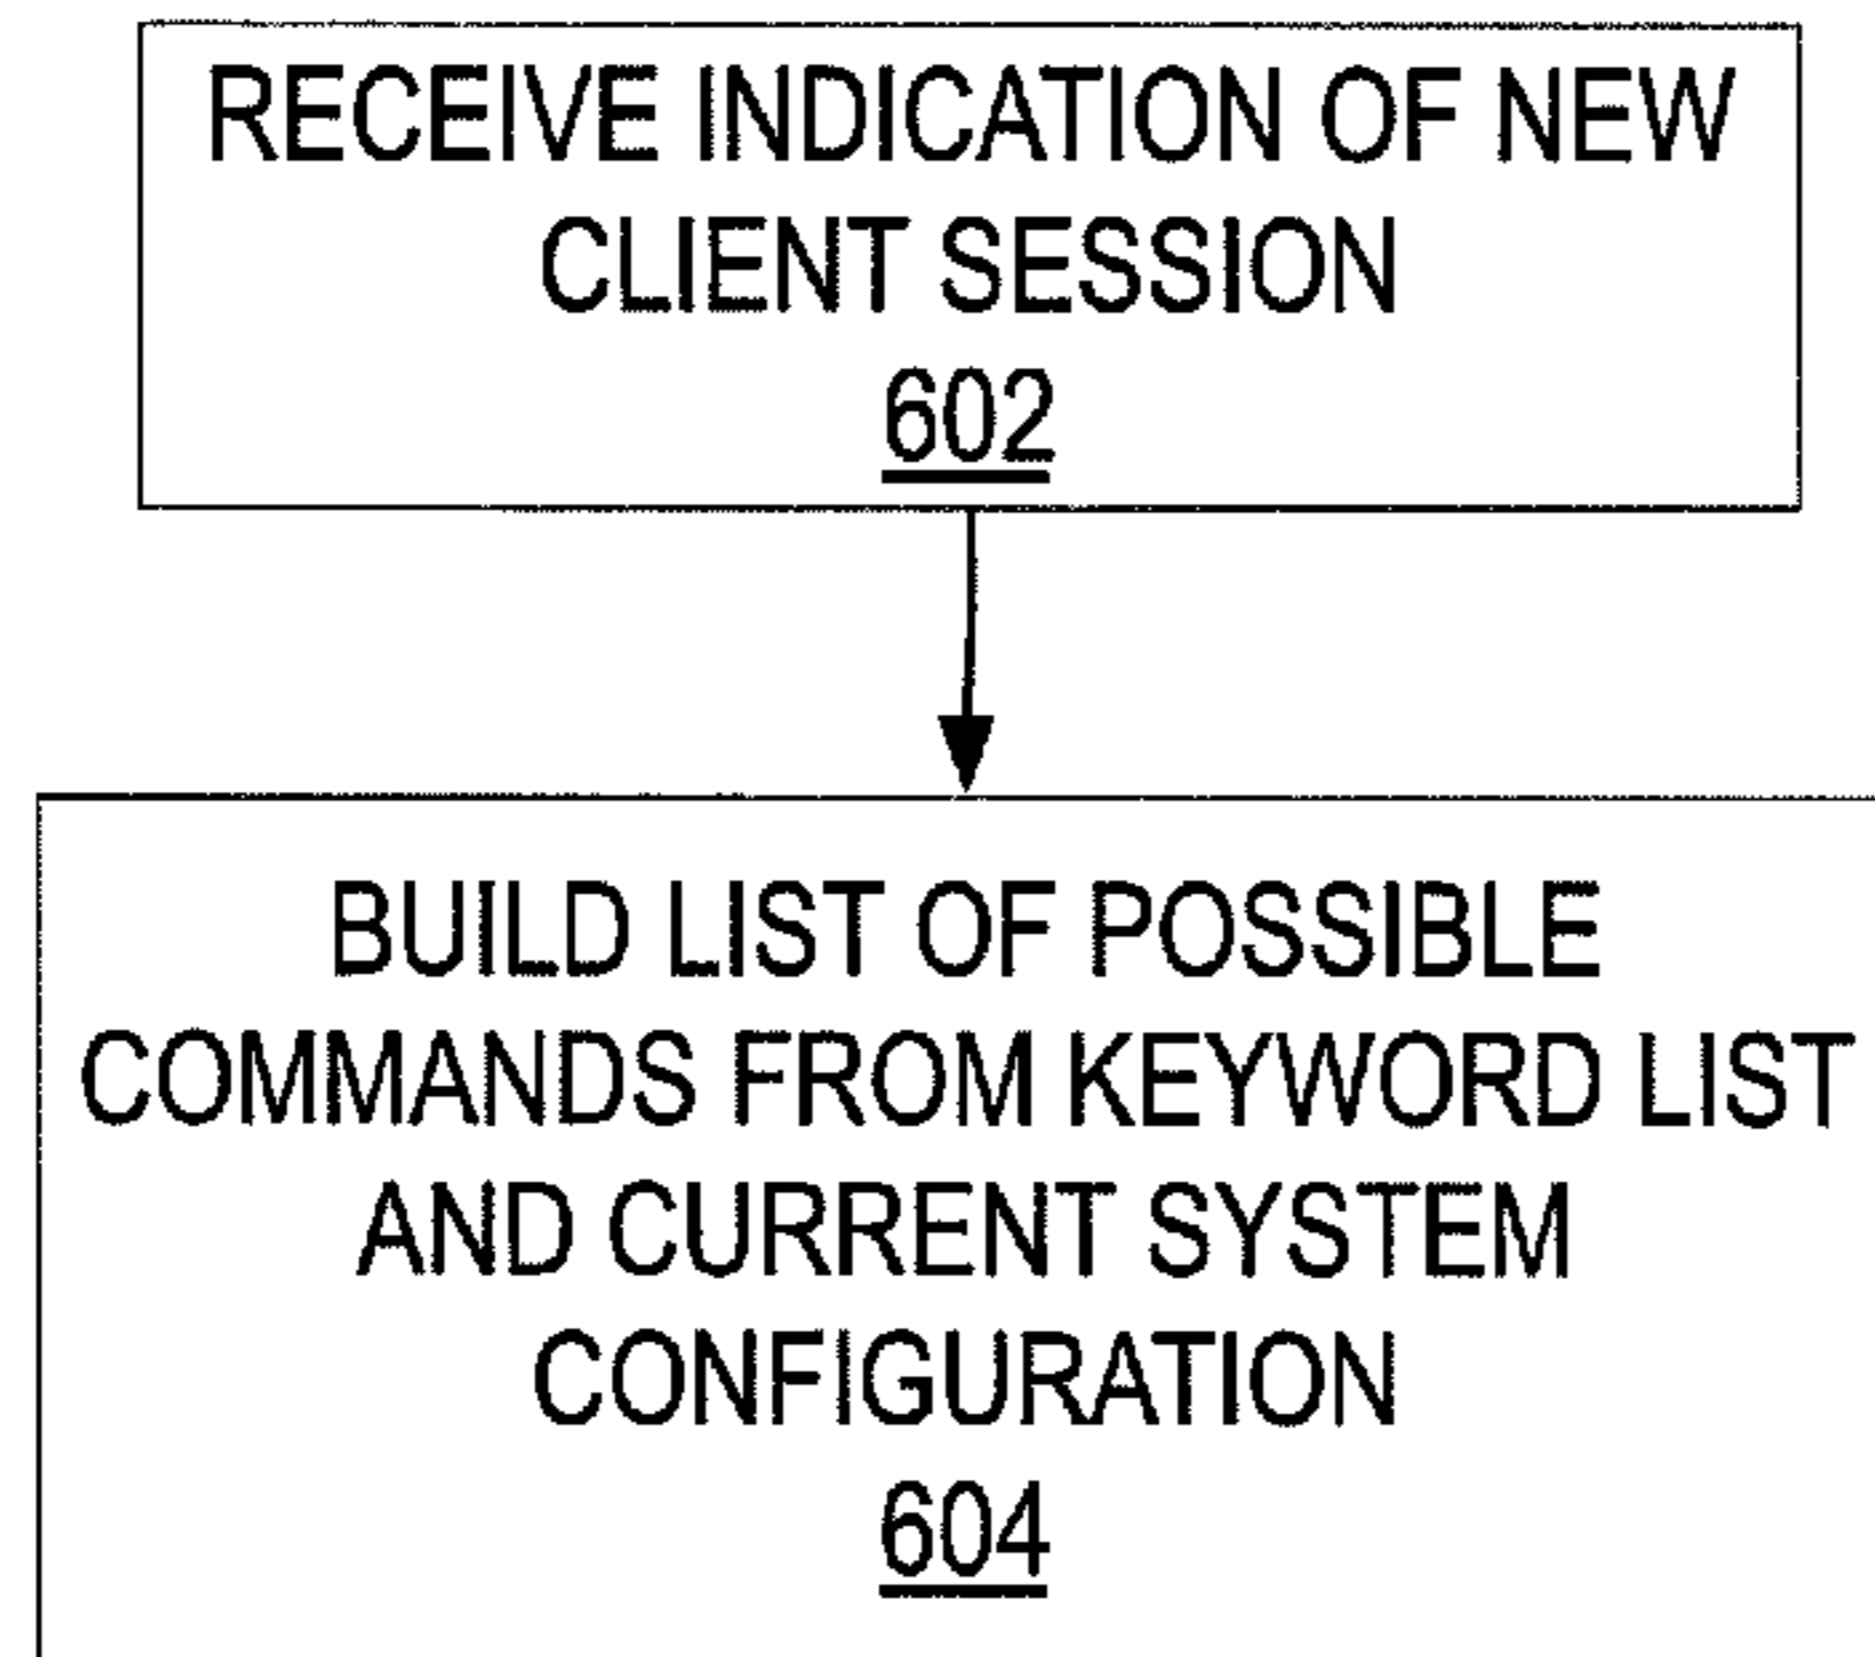 RECEIVE INDICATION OF NEW
CLIENT SESSION
602
BUILD LIST OF POSSIBLE
COMMANDS FROM KEYWORD LIST
AND CURRENT SYSTEM
CONFIGURATION
604